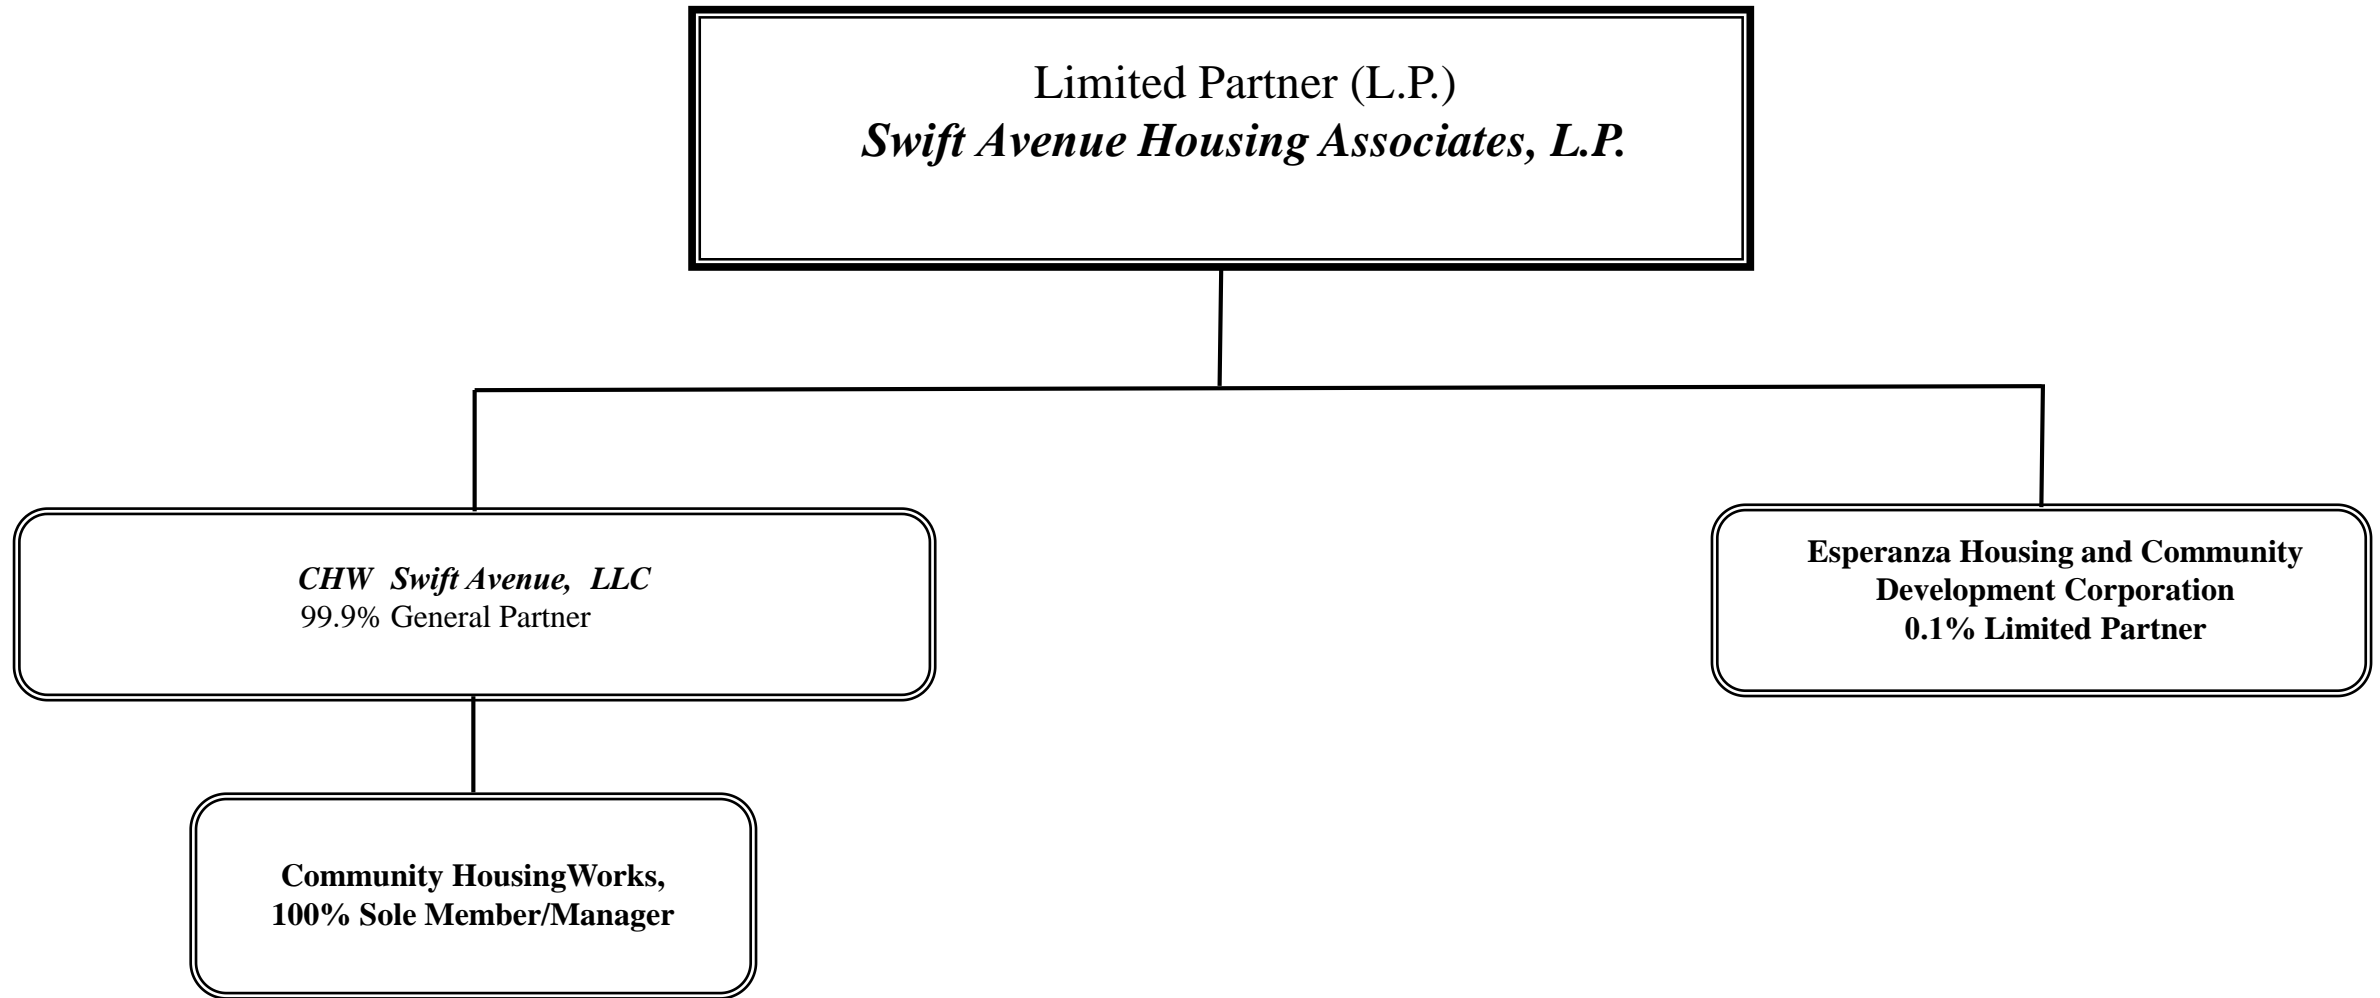 Limited Partner (L.P.)
Swift Avenue Housing Associates, L.P.
CHW Swift Avenue, LLC
99.9% General Partner
Esperanza Housing and Community
Development Corporation
0.1% Limited Partner
Community HousingWorks,
100% Sole Member/Manager